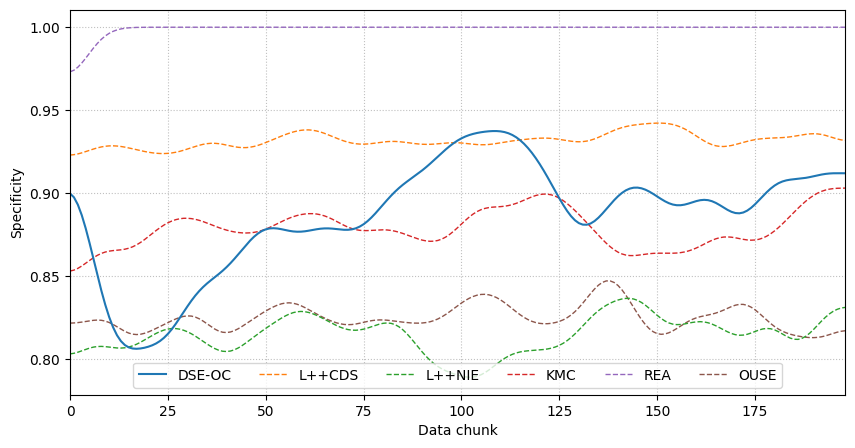 1.00
0.95
0.90
0.85
0.80
Specificity
DSE-OC L++CDS L++NIE KMC REA OUSE
0 25 50 75 100 125 150 175
Data chunk